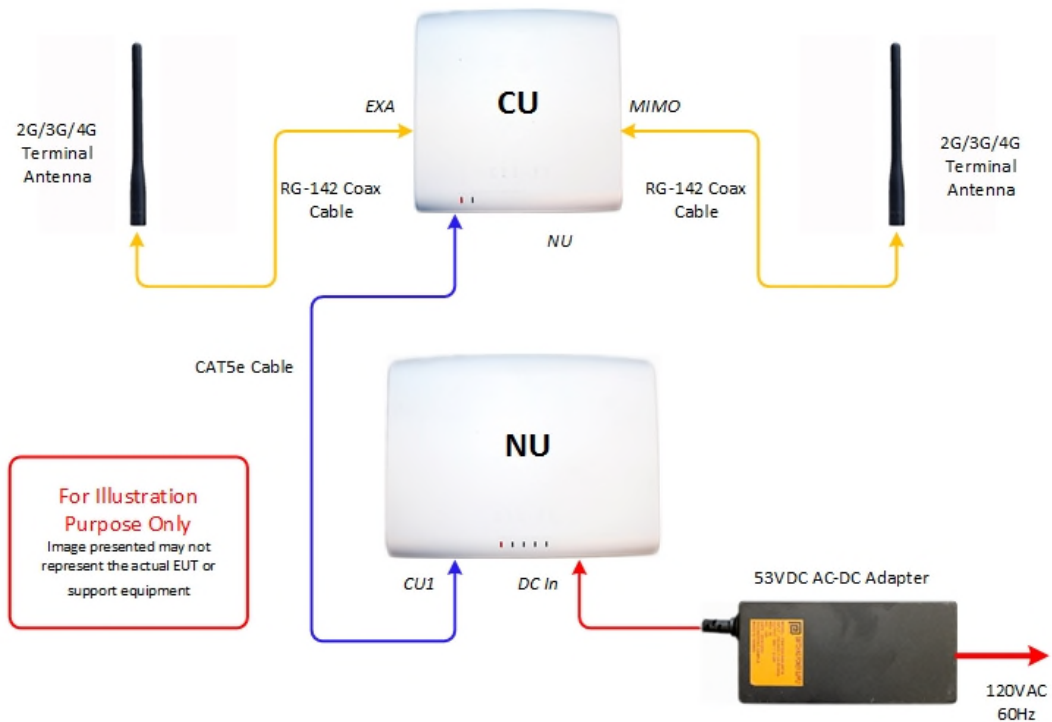 CU
EXA
MIMO
2G/3G/4G
Terminal
Antenna
2G/3G/4G
Terminal
Antenna
RG-142 Coax
Cable
RG-142 Coax
Cable
NU
CAT5e Cable
NU
For Illustration
Purpose Only
Image presented may not
represent the actual EUT or
support equipment
CU1
DC In
53VDC AC-DC Adapter
120VAC
60Hz